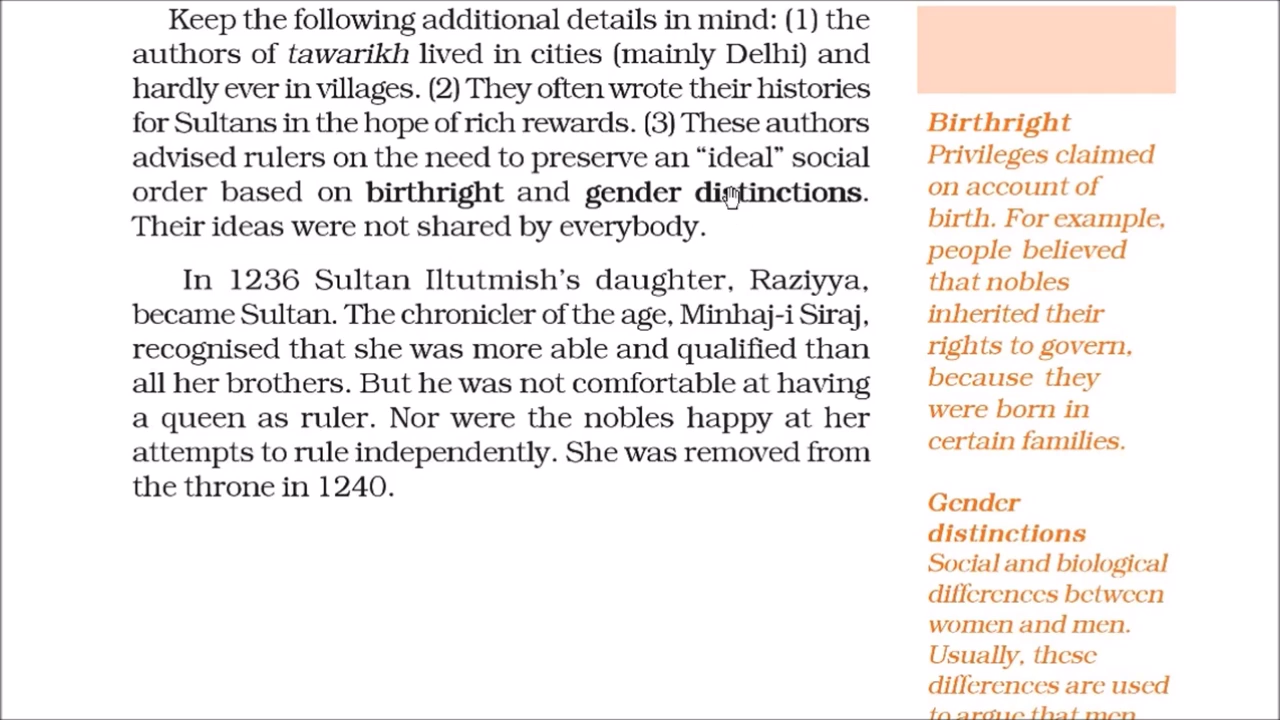 Keep the following additional details in mind: (1) the
authors of tawarikh lived in cities (mainly Delhi) and
hardly ever in villages. (2) They often wrote their histories
for Sultans in the hope of rich rewards. (3) These authors
advised rulers on the need to preserve an “ideal” social
order based on birthright and gender distinctions.
Their ideas were not shared by everybody.
In 1236 Sultan Iltutmish’s daughter, Raziyya,
became Sultan. The chronicler of the age, Minhaj-i Siraj,
recognised that she was more able and qualified than
all her brothers. But he was not comfortable at having
a queen as ruler. Nor were the nobles happy at her
attempts to rule independently. She was removed from
the throne in 1240.
Birthright
Privileges claimed
on account of
birth. For example,
people believed
that nobles
inherited their
rights to govern,
because they
were born in
certain families.
Gender
distinctions
Social and biological
differences between
women and men.
Usually, these
differences are used
to argue that men